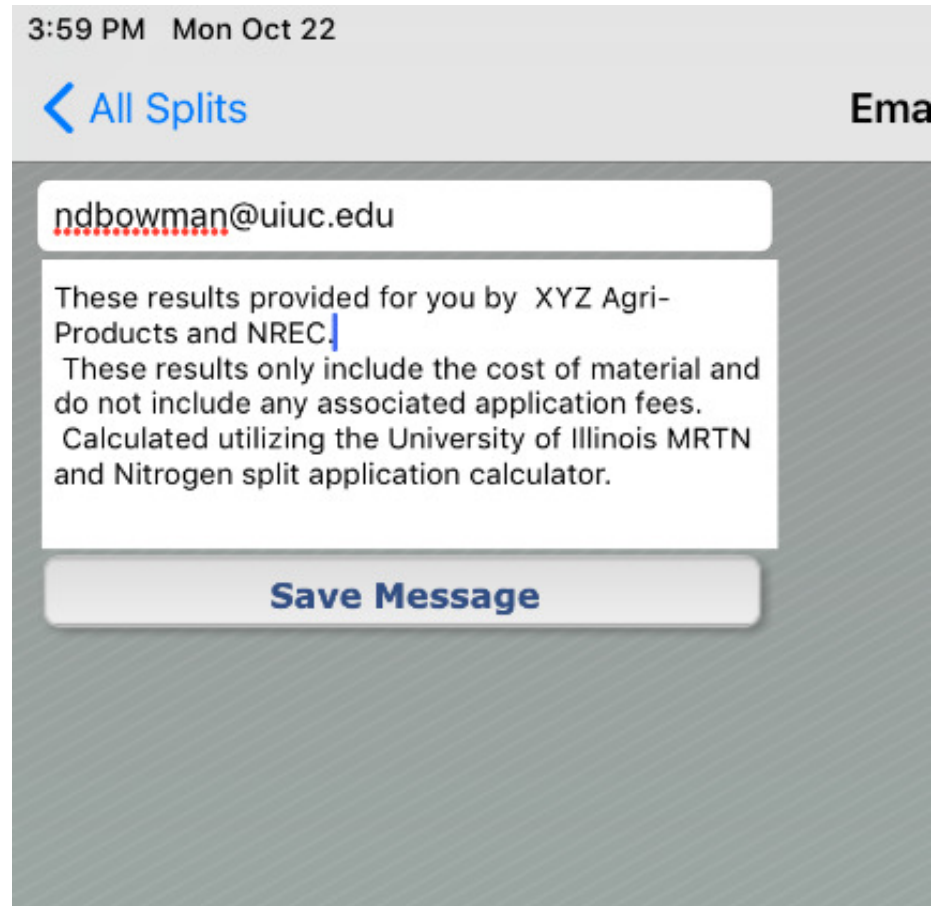 3:59 PM Mon Oct 22
All Splits
Ema
ndbowman@uiuc.edu
These results provided for you by  XYZ Agri-
Products and NREC.
 These results only include the cost of material and
do not include any associated application fees.
 Calculated utilizing the University of Illinois MRTN
and Nitrogen split application calculator.
Save Message